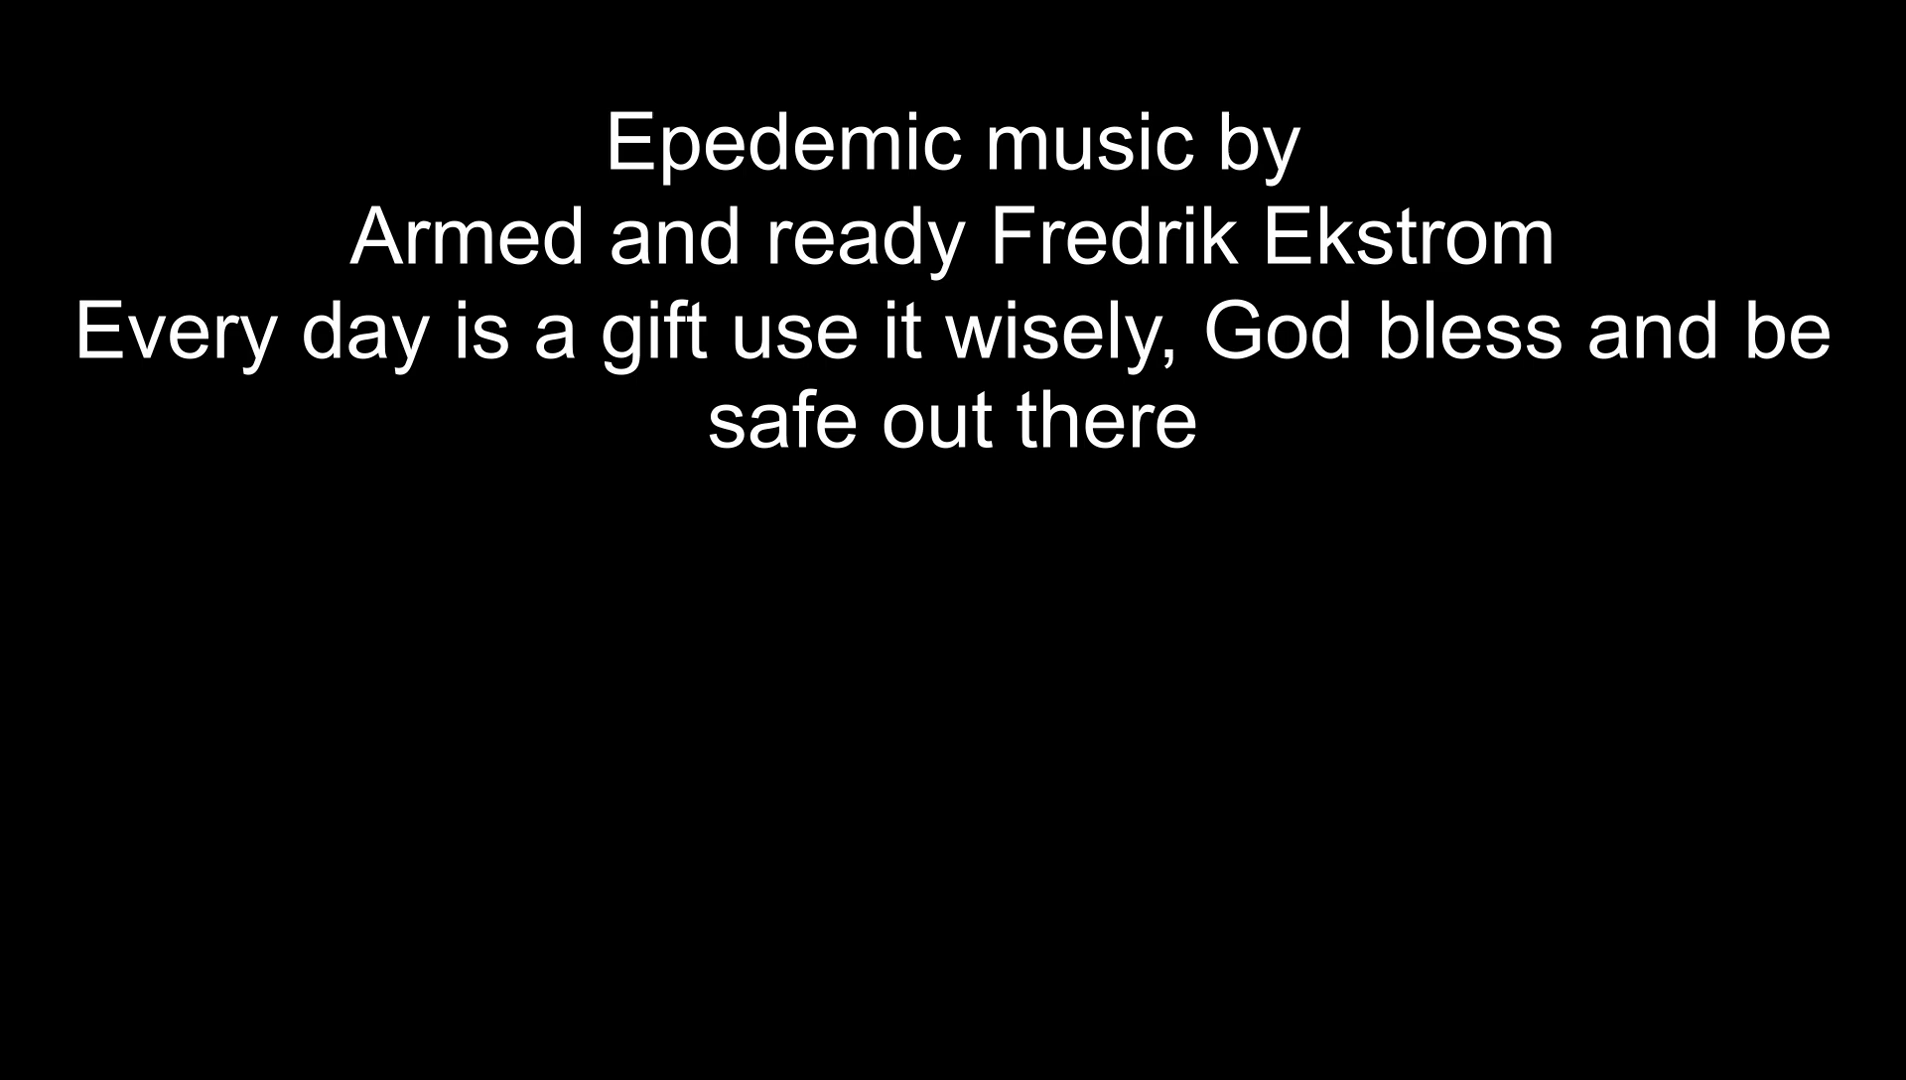 Epedemic music by
Armed and ready Fredrik Ekstrom
Every day is a gift use it wisely, God bless and be
safe out there